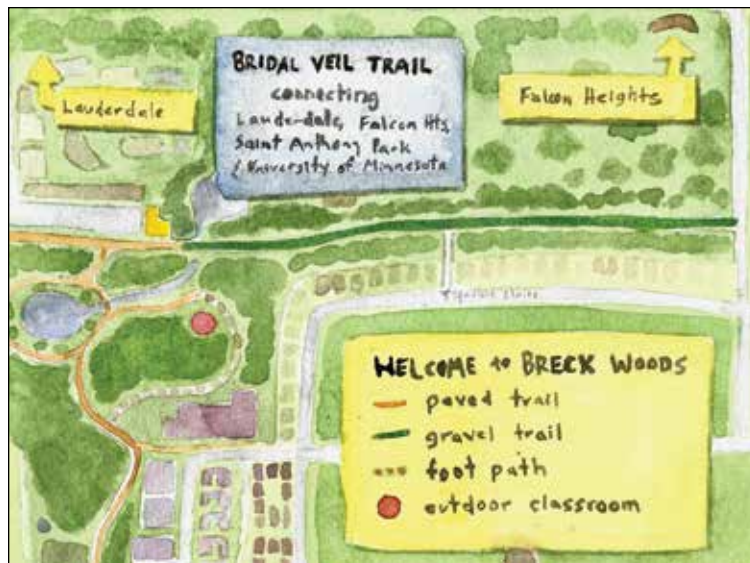 BRIDAL VEIL TRAIL
connecting
Lauderdale, Falcon Hts,
Saint Anthony Park
& University of Minnesota
Lauderdale
Falcon Heights
WELCOME to BRECK WOODS
paved trail
gravel trail
foot path
outdoor classroom